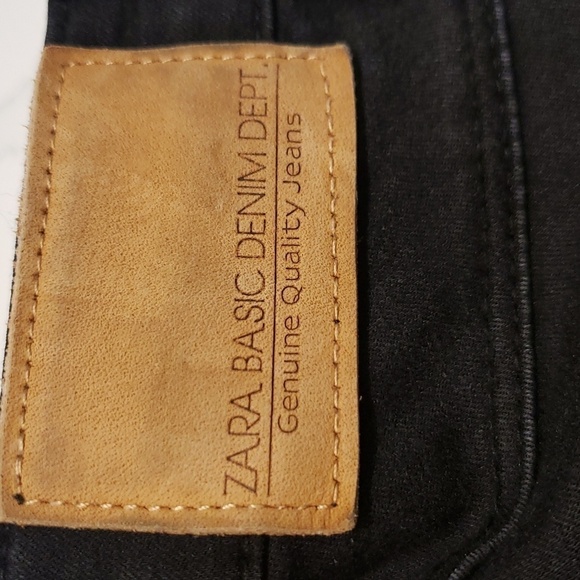 ZARA BASIC DENIM DEPT.
Genuine Quality Jeans